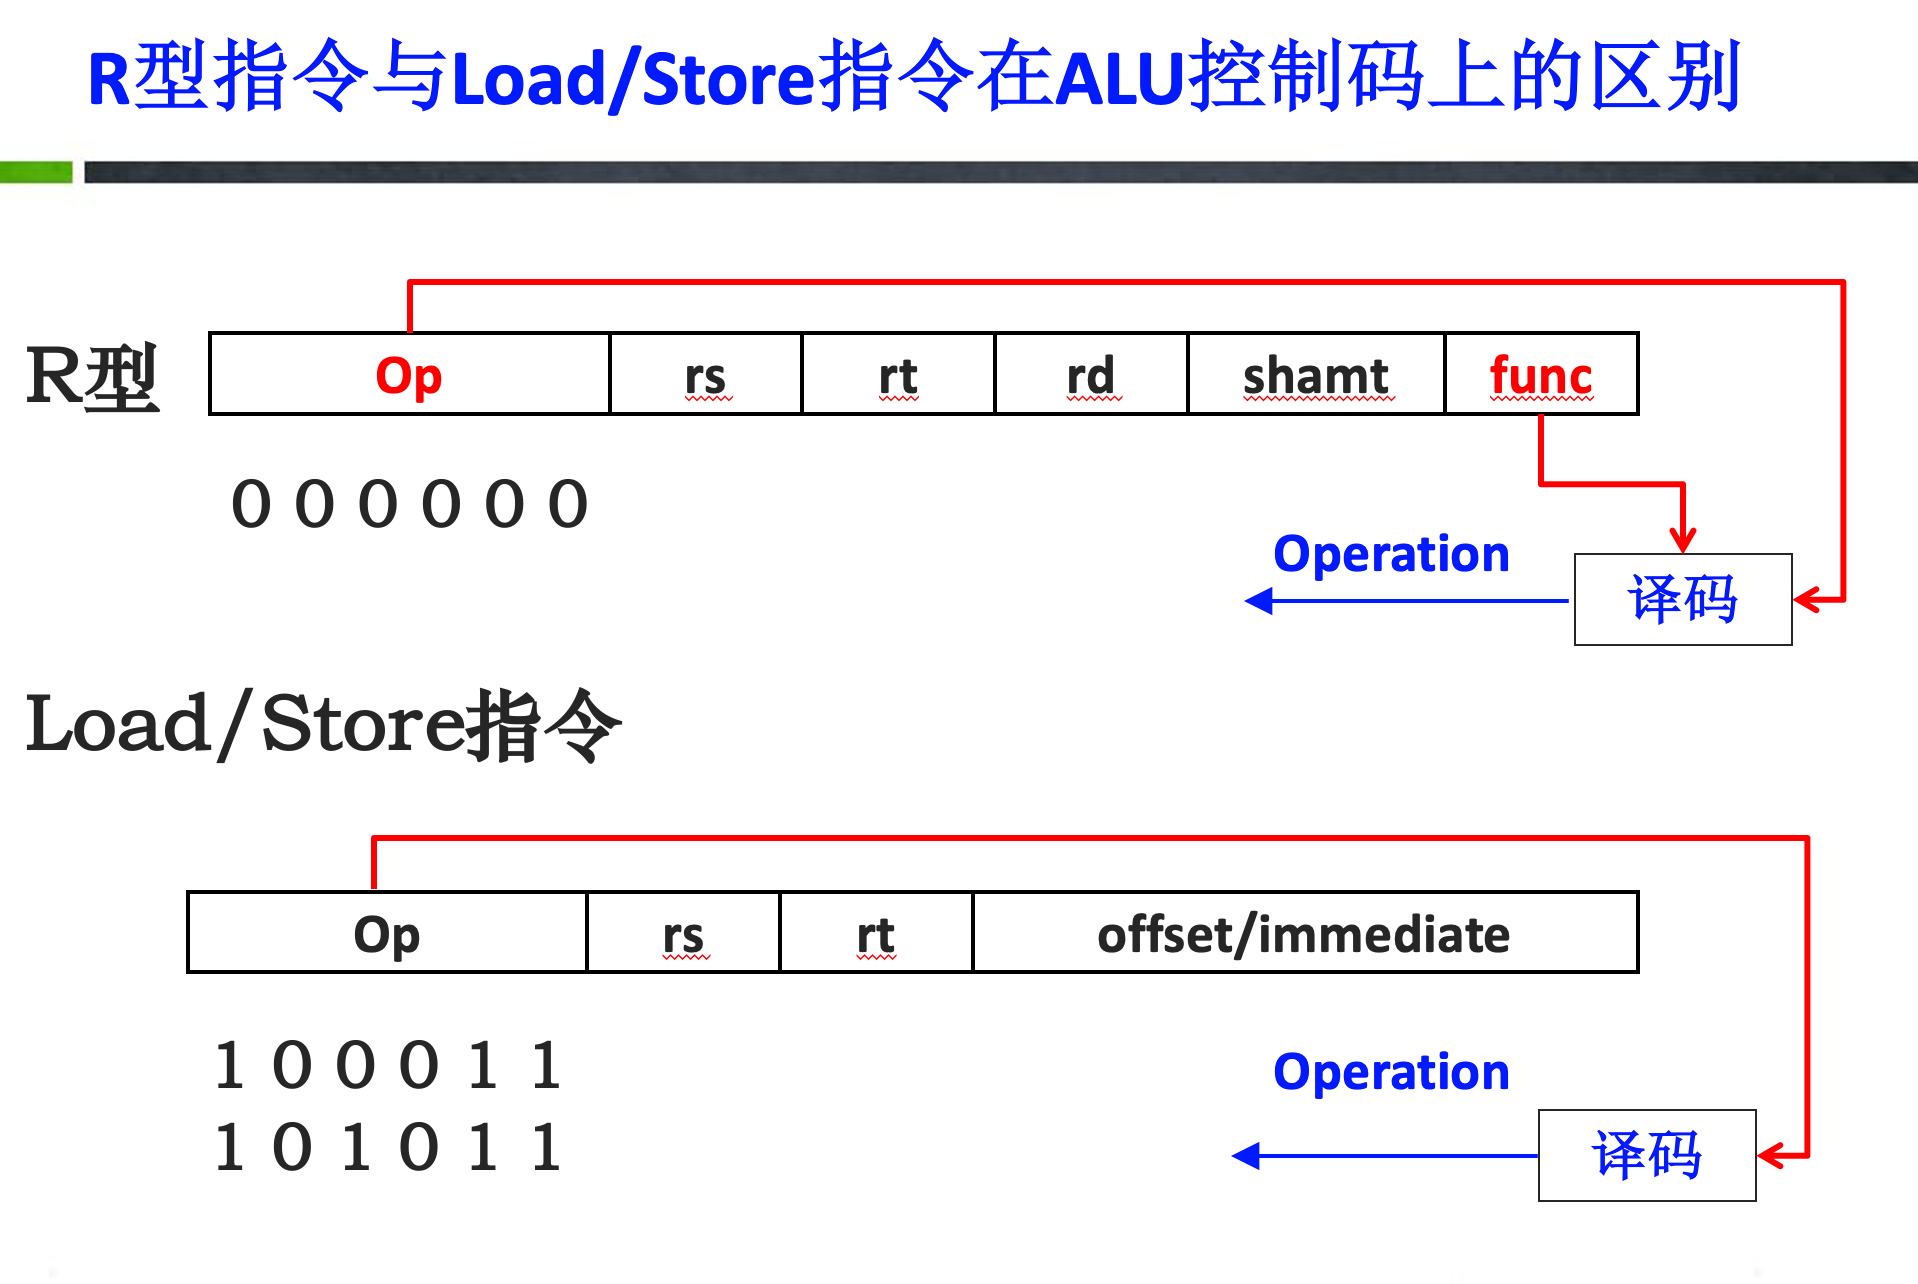 R型指令与Load/Store指令在ALU控制码上的区别
R型
Op rs rt rd shamt func
0 0 0 0 0 0
Operation
译码
Load/Store指令
Op rs rt offset/immediate
1 0 0 0 1 1
Operation
1 0 1 0 1 1
译码